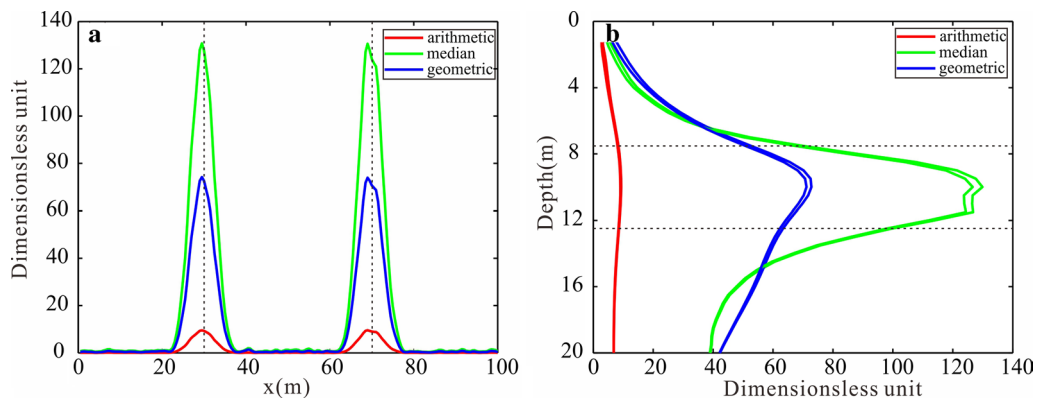 a
Dimensionless unit
140
120
100
80
60
40
20
0
arithmetic
median
geometric
0 20 40 60 80 100
x(m)
b
Depth(m)
0
4
8
12
16
20
arithmetic
median
geometric
0 20 40 60 80 100 120 140
Dimensionless unit